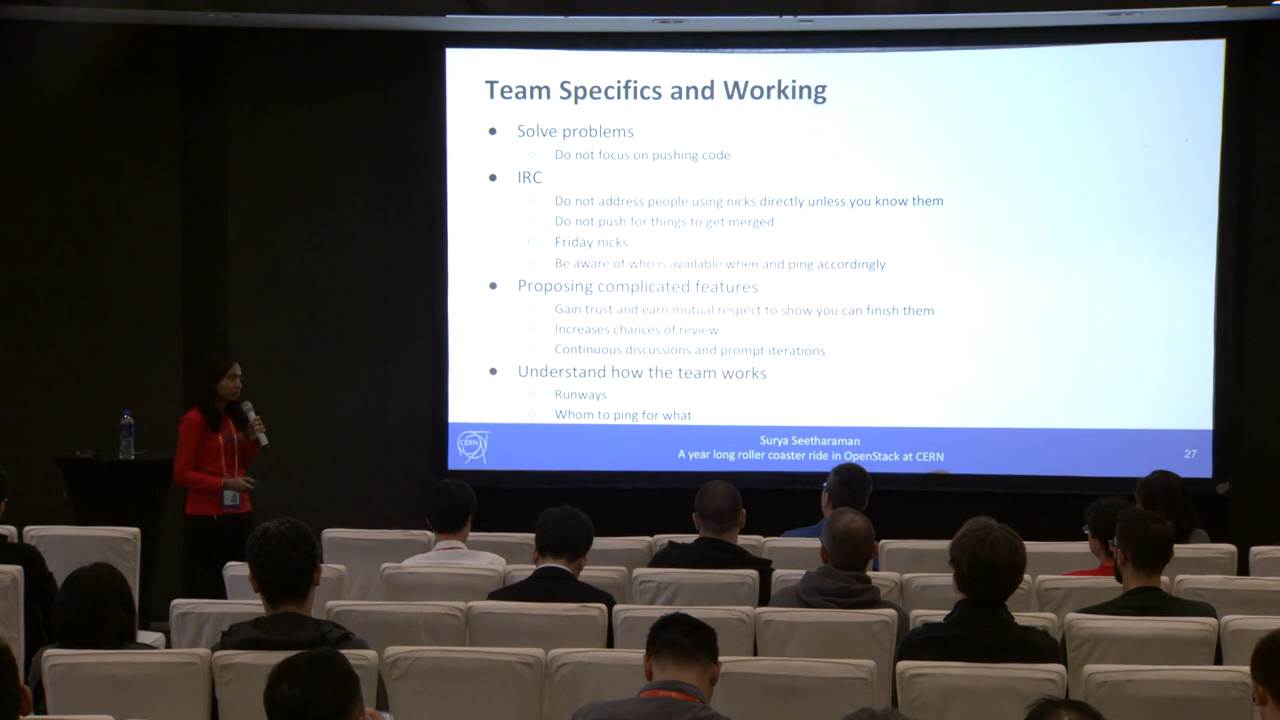 Team Specifics and Working
● Solve problems
○ Do not focus on pushing code
● IRC
○ Do not address people using nicks directly unless you know them
○ Do not push for things to get merged
○ Friday nicks
○ Be aware of who is available when and ping accordingly
● Proposing complicated features
○ Gain trust and earn mutual respect to show you can finish them
○ Increases chances of review
○ Continuous discussions and prompt iterations
● Understand how the team works
○ Runways
○ Whom to ping for what
CERN
Surya Seetharaman
A year long roller coaster ride in OpenStack at CERN
27